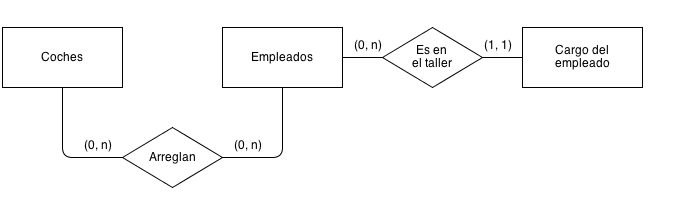 Coches
Empleados
(0, n)
Es en
el taller
(1, 1)
Cargo del
empleado
(0, n)
Arreglan
(0, n)